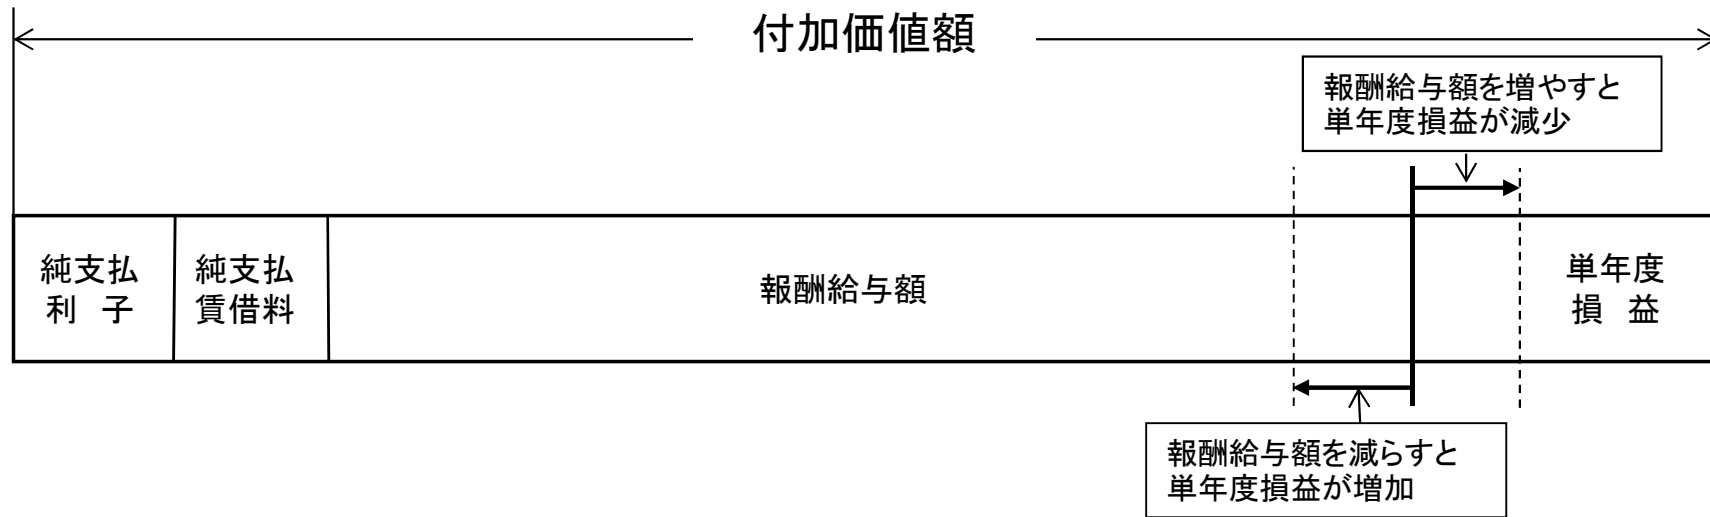 付加価値額
報酬給与額を増やすと
単年度損益が減少
純支払
利 子
純支払
賃借料
報酬給与額
単年度
損 益
報酬給与額を減らすと
単年度損益が増加